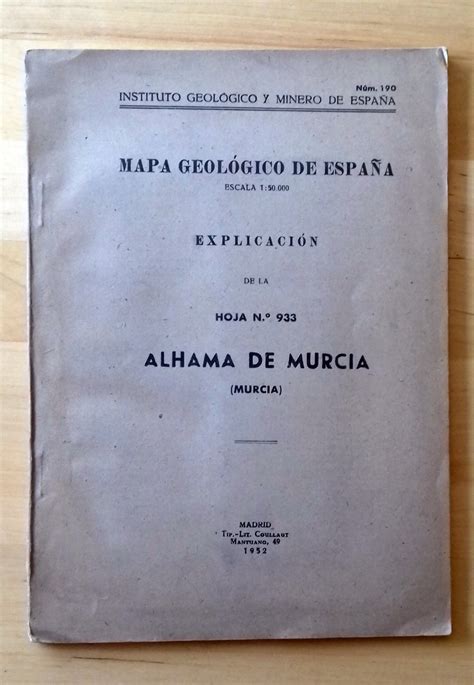 Núm. 190
INSTITUTO GEOLÓGICO Y MINERO DE ESPAÑA
MAPA GEOLÓGICO DE ESPAÑA
ESCALA 1:50.000
EXPLICACIÓN
DE LA
HOJA N.º 933
ALHAMA DE MURCIA
(MURCIA)
MADRID
Tip.-Lit. Coullaut
Mantuano, 49
1952